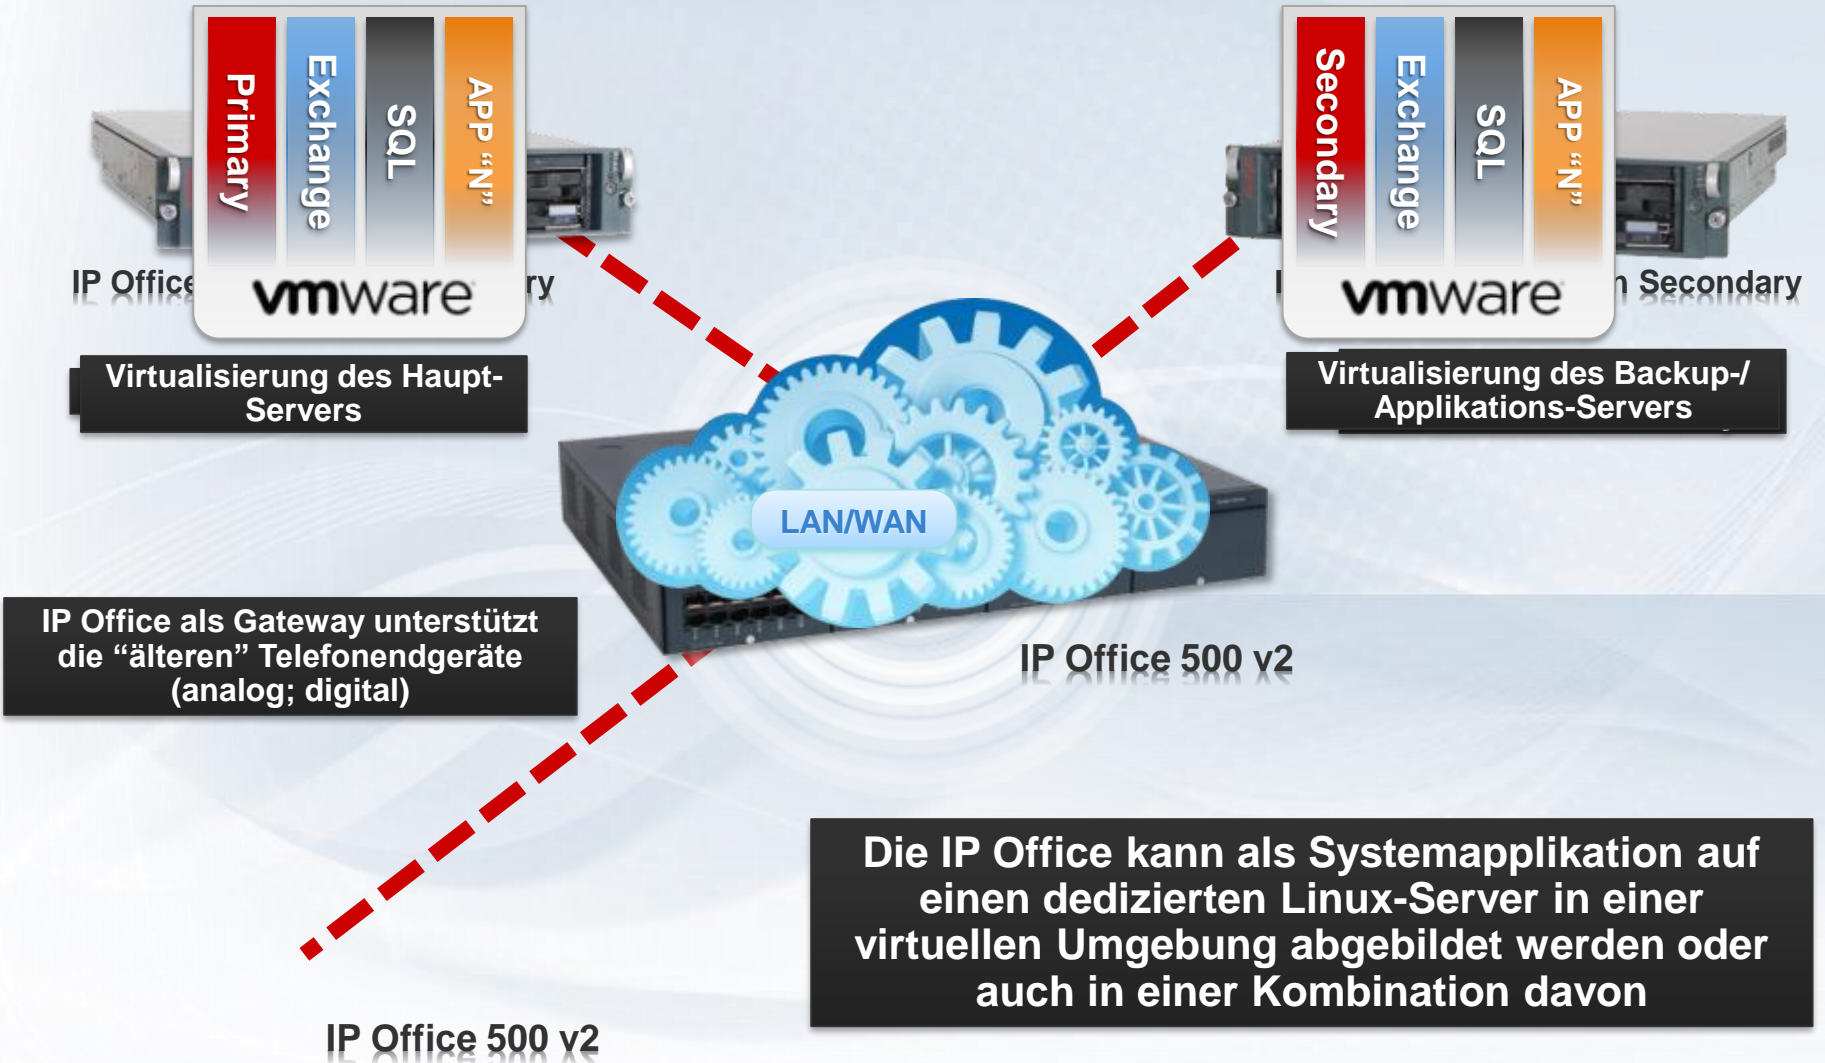 Primary
Exchange
SQL
APP “N”
vmware
IP Office
ry
Virtualisierung des Haupt-
Servers
Secondary
Exchange
SQL
APP “N”
vmware
n Secondary
Virtualisierung des Backup-/
Applikations-Servers
LAN/WAN
IP Office als Gateway unterstützt
die “älteren” Telefonendgeräte
(analog; digital)
IP Office 500 v2
Die IP Office kann als Systemapplikation auf
einen dedizierten Linux-Server in einer
virtuellen Umgebung abgebildet werden oder
auch in einer Kombination davon
IP Office 500 v2